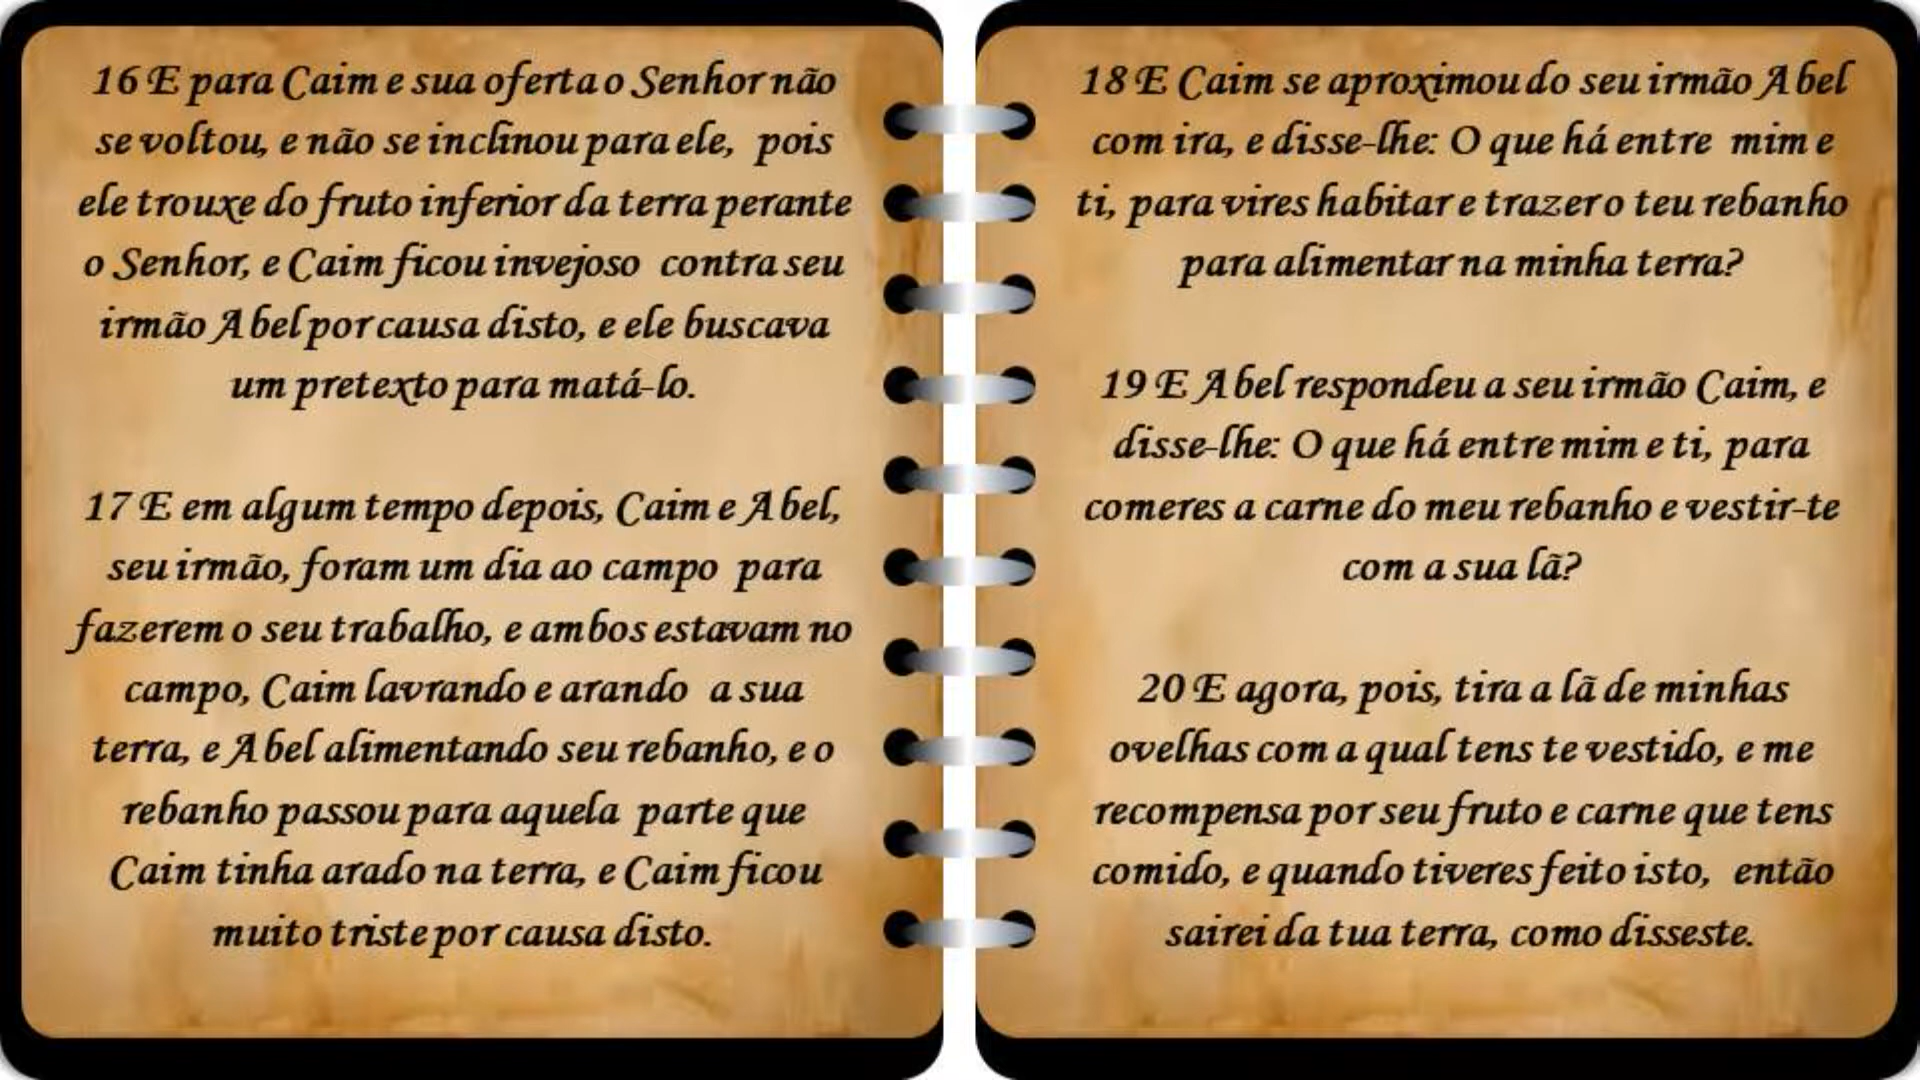 16 E para Caim e sua oferta o Senhor não
se voltou, e não se inclinou para ele, pois
ele trouxe do fruto inferior da terra perante
o Senhor, e Caim ficou invejoso contra seu
irmão Abel por causa disto, e ele buscava
um pretexto para matá-lo.
17 E em algum tempo depois, Caim e Abel,
seu irmão, foram um dia ao campo para
fazerem o seu trabalho, e ambos estavam no
campo, Caim lavrando e arando a sua
terra, e Abel alimentando seu rebanho, e o
rebanho passou para aquela parte que
Caim tinha arado na terra, e Caim ficou
muito triste por causa disto.
18 E Caim se aproximou do seu irmão Abel
com ira, e disse-lhe: O que há entre mim e
ti, para vires habitar e trazer o teu rebanho
para alimentar na minha terra?
19 E Abel respondeu a seu irmão Caim, e
disse-lhe: O que há entre mim e ti, para
comeres a carne do meu rebanho e vestir-te
com a sua lã?
20 E agora, pois, tira a lã de minhas
ovelhas com a qual tens te vestido, e me
recompensa por seu fruto e carne que tens
comido, e quando tiveres feito isto, então
sairei da tua terra, como disseste.